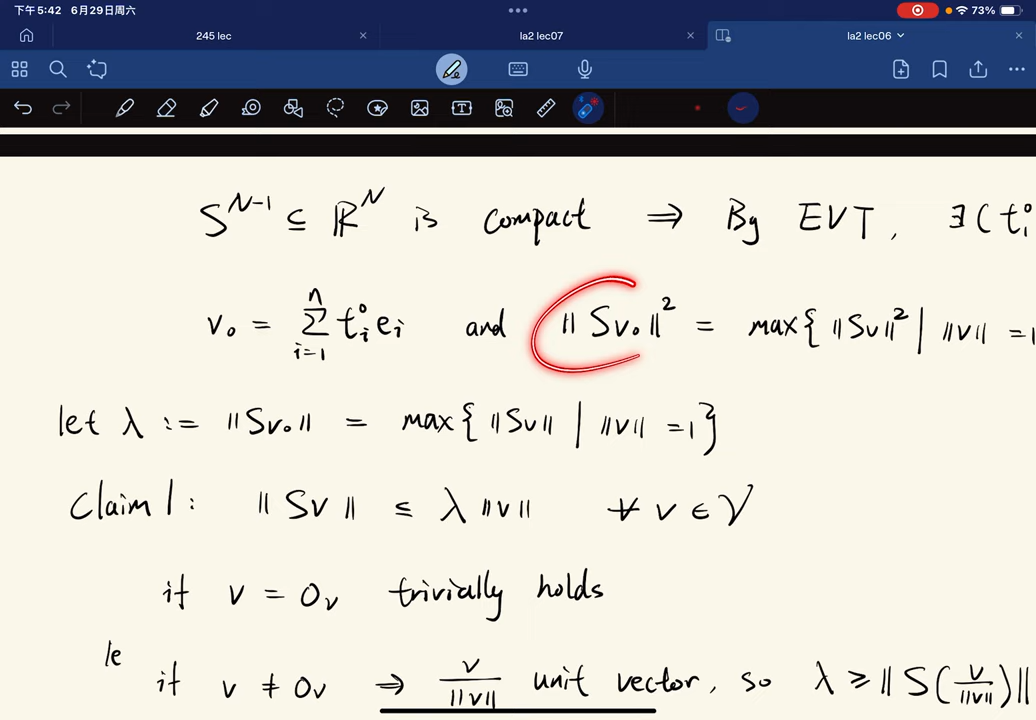 下午5:42 6月29日周六
73%
245 lec
la2 lec07
la2 lec06
S^{N-1} ⊆ ℝ^N is compact ⇒ By EVT, ∃(t_i°
v₀ = Σ_{i=1}^{n} t_i° e_i and ‖Sv₀‖² = max{‖Sv‖² | ‖v‖ =1
let λ := ‖Sv₀‖ = max{‖Sv‖ | ‖v‖ =1}
Claim 1: ‖Sv‖ ≤ λ‖v‖ ∀ v ∈ V
if v = 0_v trivially holds
le
if v ≠ 0_v ⇒ v/‖v‖ unit vector, so λ ≥ ‖S(v/‖v‖)‖